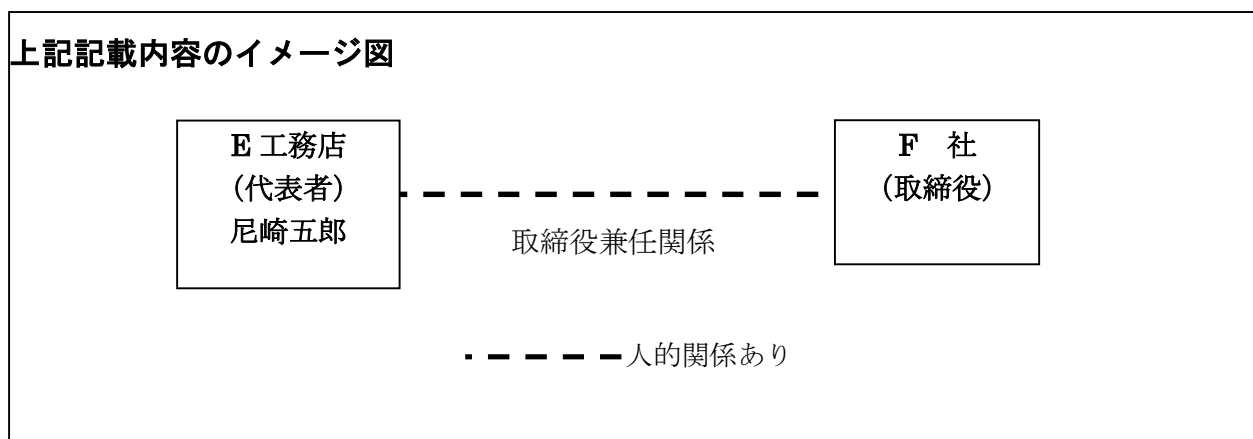 上記記載内容のイメージ図
E 工務店
(代表者)
尼崎五郎
F　社
(取締役)
取締役兼任関係
人的関係あり